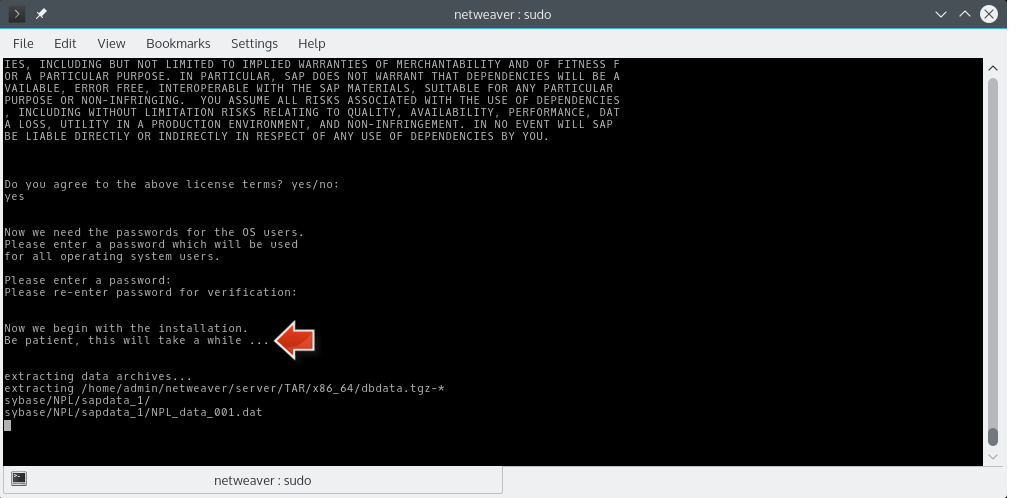 netweaver : sudo
File Edit View Bookmarks Settings Help
IES, INCLUDING BUT NOT LIMITED TO IMPLIED WARRANTIES OF MERCHANTABILITY AND OF FITNESS F
OR A PARTICULAR PURPOSE. IN PARTICULAR, SAP DOES NOT WARRANT THAT DEPENDENCIES WILL BE A
VAILABLE, ERROR FREE, INTEROPERABLE WITH THE SAP MATERIALS, SUITABLE FOR ANY PARTICULAR
PURPOSE OR NON-INFRINGING.  YOU ASSUME ALL RISKS ASSOCIATED WITH THE USE OF DEPENDENCIES
, INCLUDING WITHOUT LIMITATION RISKS RELATING TO QUALITY, AVAILABILITY, PERFORMANCE, DAT
A LOSS, UTILITY IN A PRODUCTION ENVIRONMENT, AND NON-INFRINGEMENT. IN NO EVENT WILL SAP
BE LIABLE DIRECTLY OR INDIRECTLY IN RESPECT OF ANY USE OF DEPENDENCIES BY YOU.
Do you agree to the above license terms? yes/no:
yes
Now we need the passwords for the OS users.
Please enter a password which will be used
for all operating system users.
Please enter a password:
Please re-enter password for verification:
Now we begin with the installation.
Be patient, this will take a while ...
extracting data archives...
extracting /home/admin/netweaver/server/TAR/x86_64/dbdata.tgz-*
sybase/NPL/sapdata_1/
sybase/NPL/sapdata_1/NPL_data_001.dat
netweaver : sudo